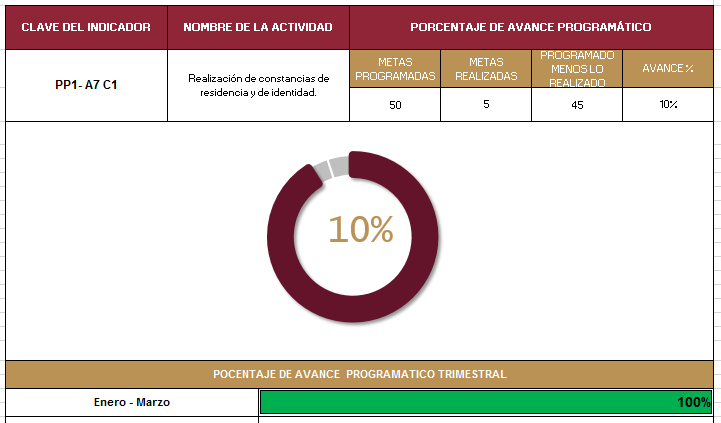 CLAVE DEL INDICADOR
NOMBRE DE LA ACTIVIDAD
PORCENTAJE DE AVANCE PROGRAMÁTICO
METAS
PROGRAMADAS
METAS
REALIZADAS
PROGRAMADO
MENOS LO
REALIZADO
AVANCE %
PP1- A7 C1
Realización de constancias de
residencia y de identidad.
50
5
45
10%
10%
POCENTAJE DE AVANCE PROGRAMATICO TRIMESTRAL
Enero - Marzo
100%